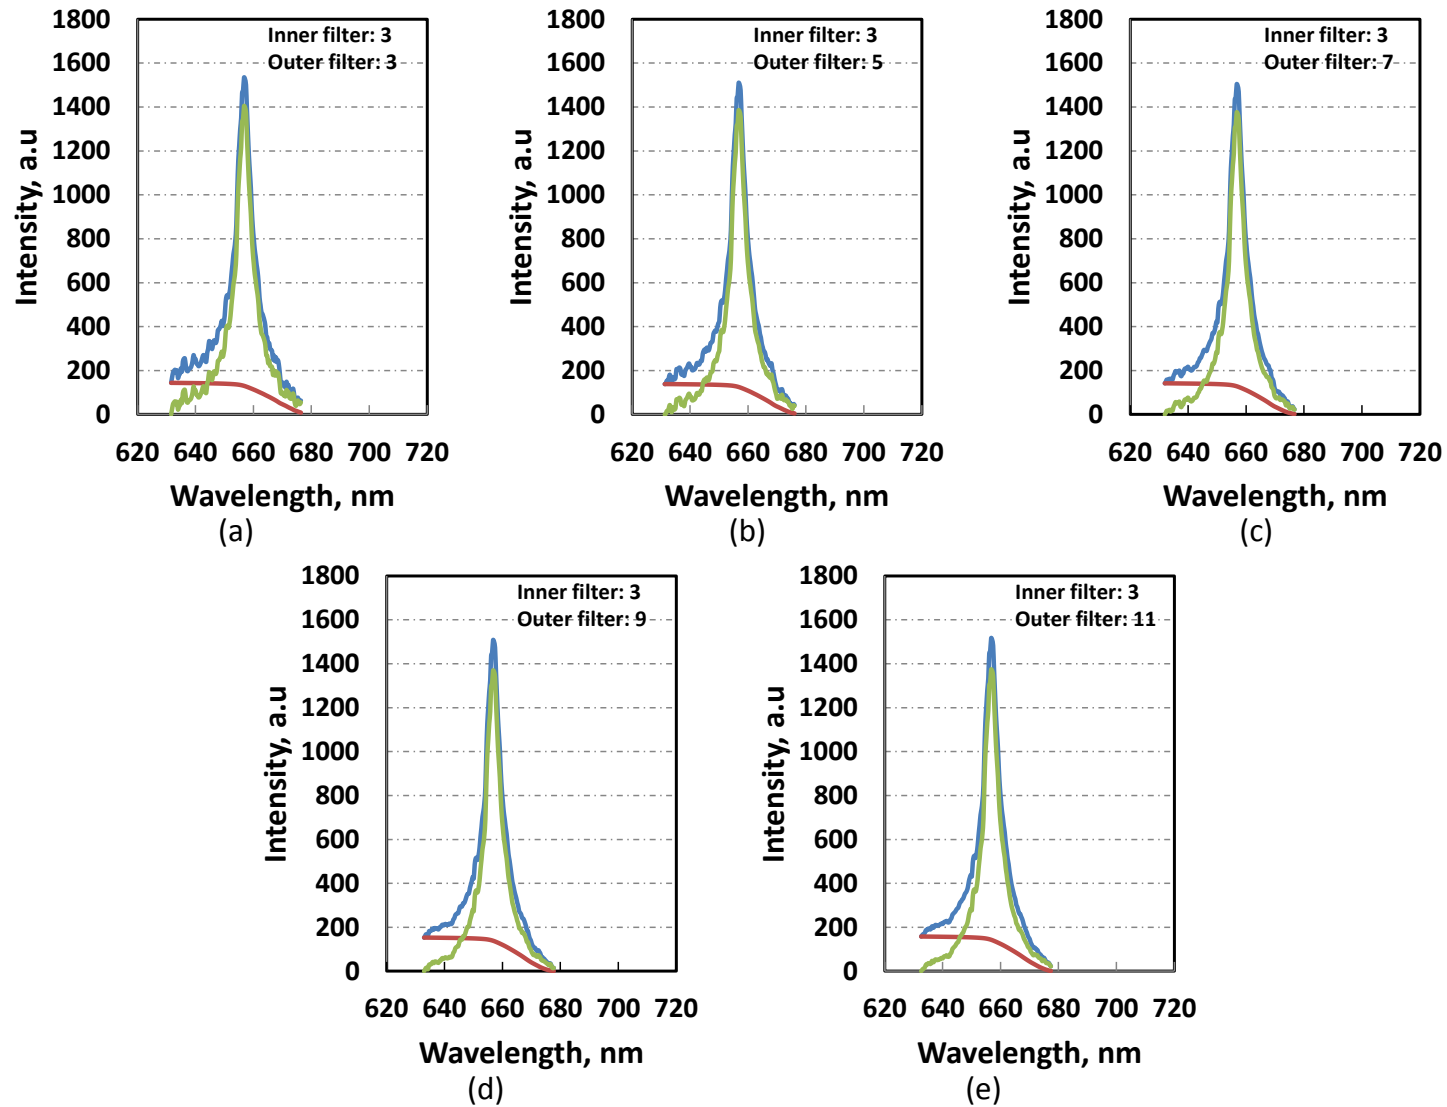 1800
1600
1400
1200
1000
800
600
400
200
0
Intensity, a.u
Inner filter: 3
Outer filter: 3
620 640 660 680 700 720
Wavelength, nm
(a)
1800
1600
1400
1200
1000
800
600
400
200
0
Intensity, a.u
Inner filter: 3
Outer filter: 5
620 640 660 680 700 720
Wavelength, nm
(b)
1800
1600
1400
1200
1000
800
600
400
200
0
Intensity, a.u
Inner filter: 3
Outer filter: 7
620 640 660 680 700 720
Wavelength, nm
(c)
1800
1600
1400
1200
1000
800
600
400
200
0
Intensity, a.u
Inner filter: 3
Outer filter: 9
620 640 660 680 700 720
Wavelength, nm
(d)
1800
1600
1400
1200
1000
800
600
400
200
0
Intensity, a.u
Inner filter: 3
Outer filter: 11
620 640 660 680 700 720
Wavelength, nm
(e)